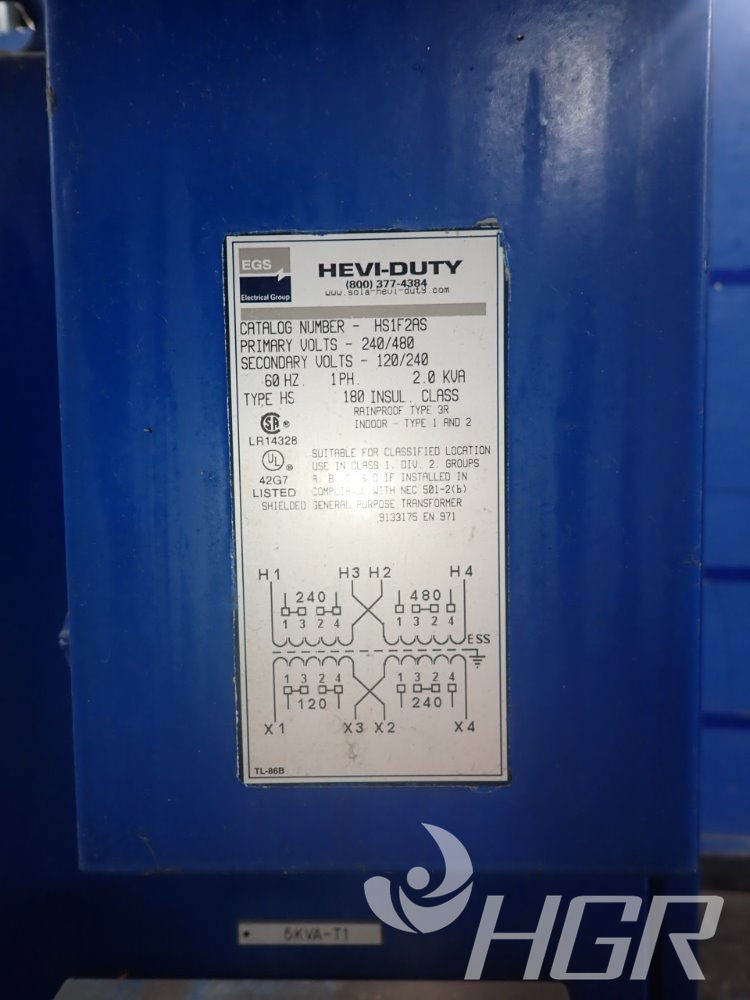 EGS
Electrical Group
HEVI-DUTY
(800) 377-4384
www.sola-hevi-duty.com
CATALOG NUMBER - HS1F2AS
PRIMARY VOLTS - 240/480
SECONDARY VOLTS - 120/240
60 HZ. 1PH. 2.0 KVA
TYPE HS 180 INSUL. CLASS
RAINPROOF TYPE 3R
INDOOR - TYPE 1 AND 2
SA ®
LR14328
UL ®
42G7
LISTED
SUITABLE FOR CLASSIFIED LOCATION
USE IN CLASS 1. DIV. 2. GROUPS
A. B & D IF INSTALLED IN
COMPLIANCE WITH NEC 501-2(b)
SHIELDED GENERAL PURPOSE TRANSFORMER
9133175 EN 971
H1 H3 H2 H4
240 480
1 3 2 4 1 3 2 4
ESS
1 3 2 4 1 3 2 4
120 240
X1 X3 X2 X4
TL-86B
5KVA-T1
HGR